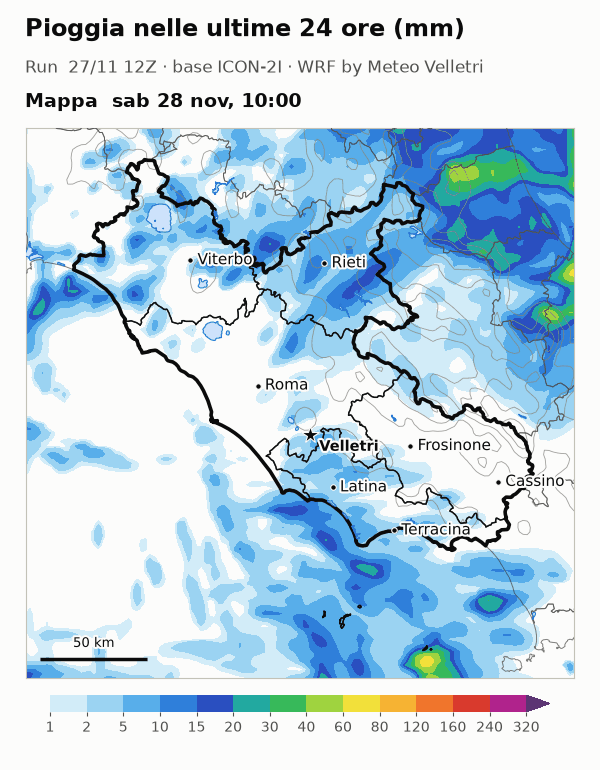 Pioggia nelle ultime 24 ore (mm)
Run 27/11 12Z · base ICON-2I · WRF by Meteo Velletri
Mappa sab 28 nov, 10:00
Viterbo
Rieti
Roma
Velletri
Frosinone
Latina
Cassino
Terracina
50 km
1 2 5 10 15 20 30 40 60 80 120 160 240 320